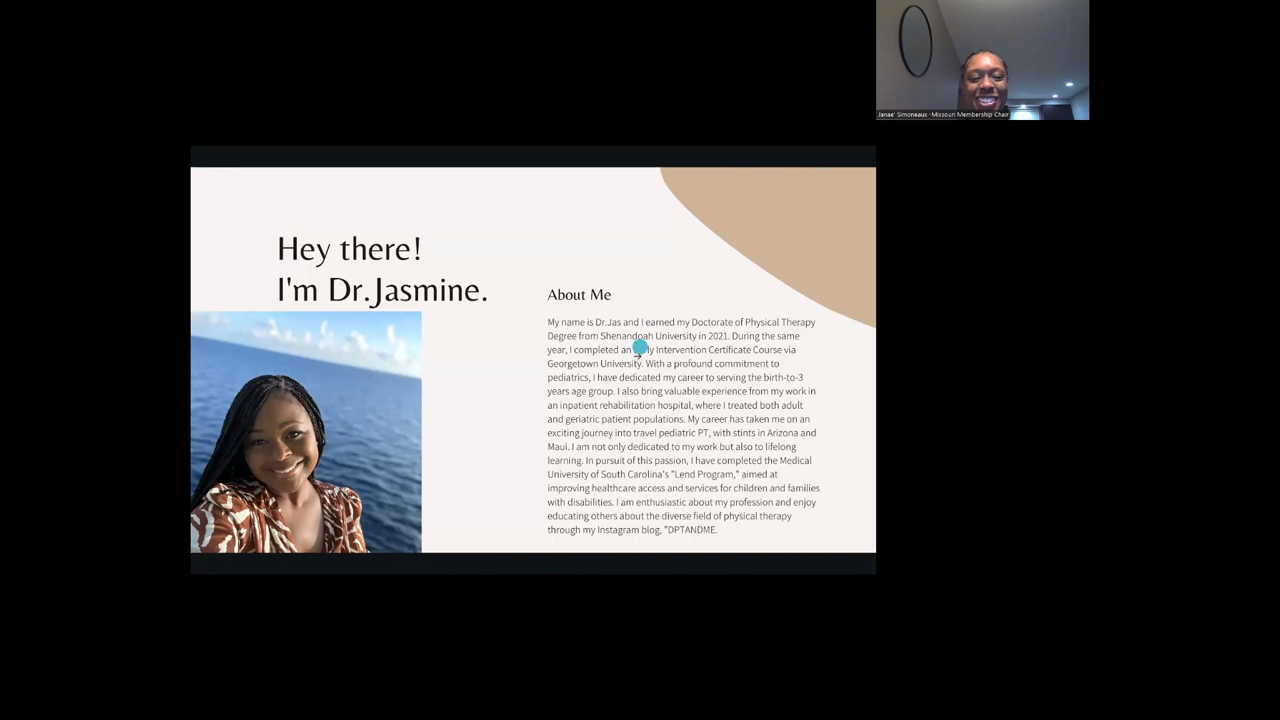 Janae' Simoneaux -Missouri Membership Chair
Hey there!
I'm Dr.Jasmine.
About Me
My name is Dr.Jas and I earned my Doctorate of Physical Therapy
Degree from Shenandoah University in 2021. During the same
year, I completed an ly Intervention Certificate Course via
Georgetown University. With a profound commitment to
pediatrics, I have dedicated my career to serving the birth-to-3
years age group. I also bring valuable experience from my work in
an inpatient rehabilitation hospital, where I treated both adult
and geriatric patient populations. My career has taken me on an
exciting journey into travel pediatric PT, with stints in Arizona and
Maui. I am not only dedicated to my work but also to lifelong
learning. In pursuit of this passion, I have completed the Medical
University of South Carolina's "Lend Program," aimed at
improving healthcare access and services for children and families
with disabilities. I am enthusiastic about my profession and enjoy
educating others about the diverse field of physical therapy
through my Instagram blog, "DPTANDME.